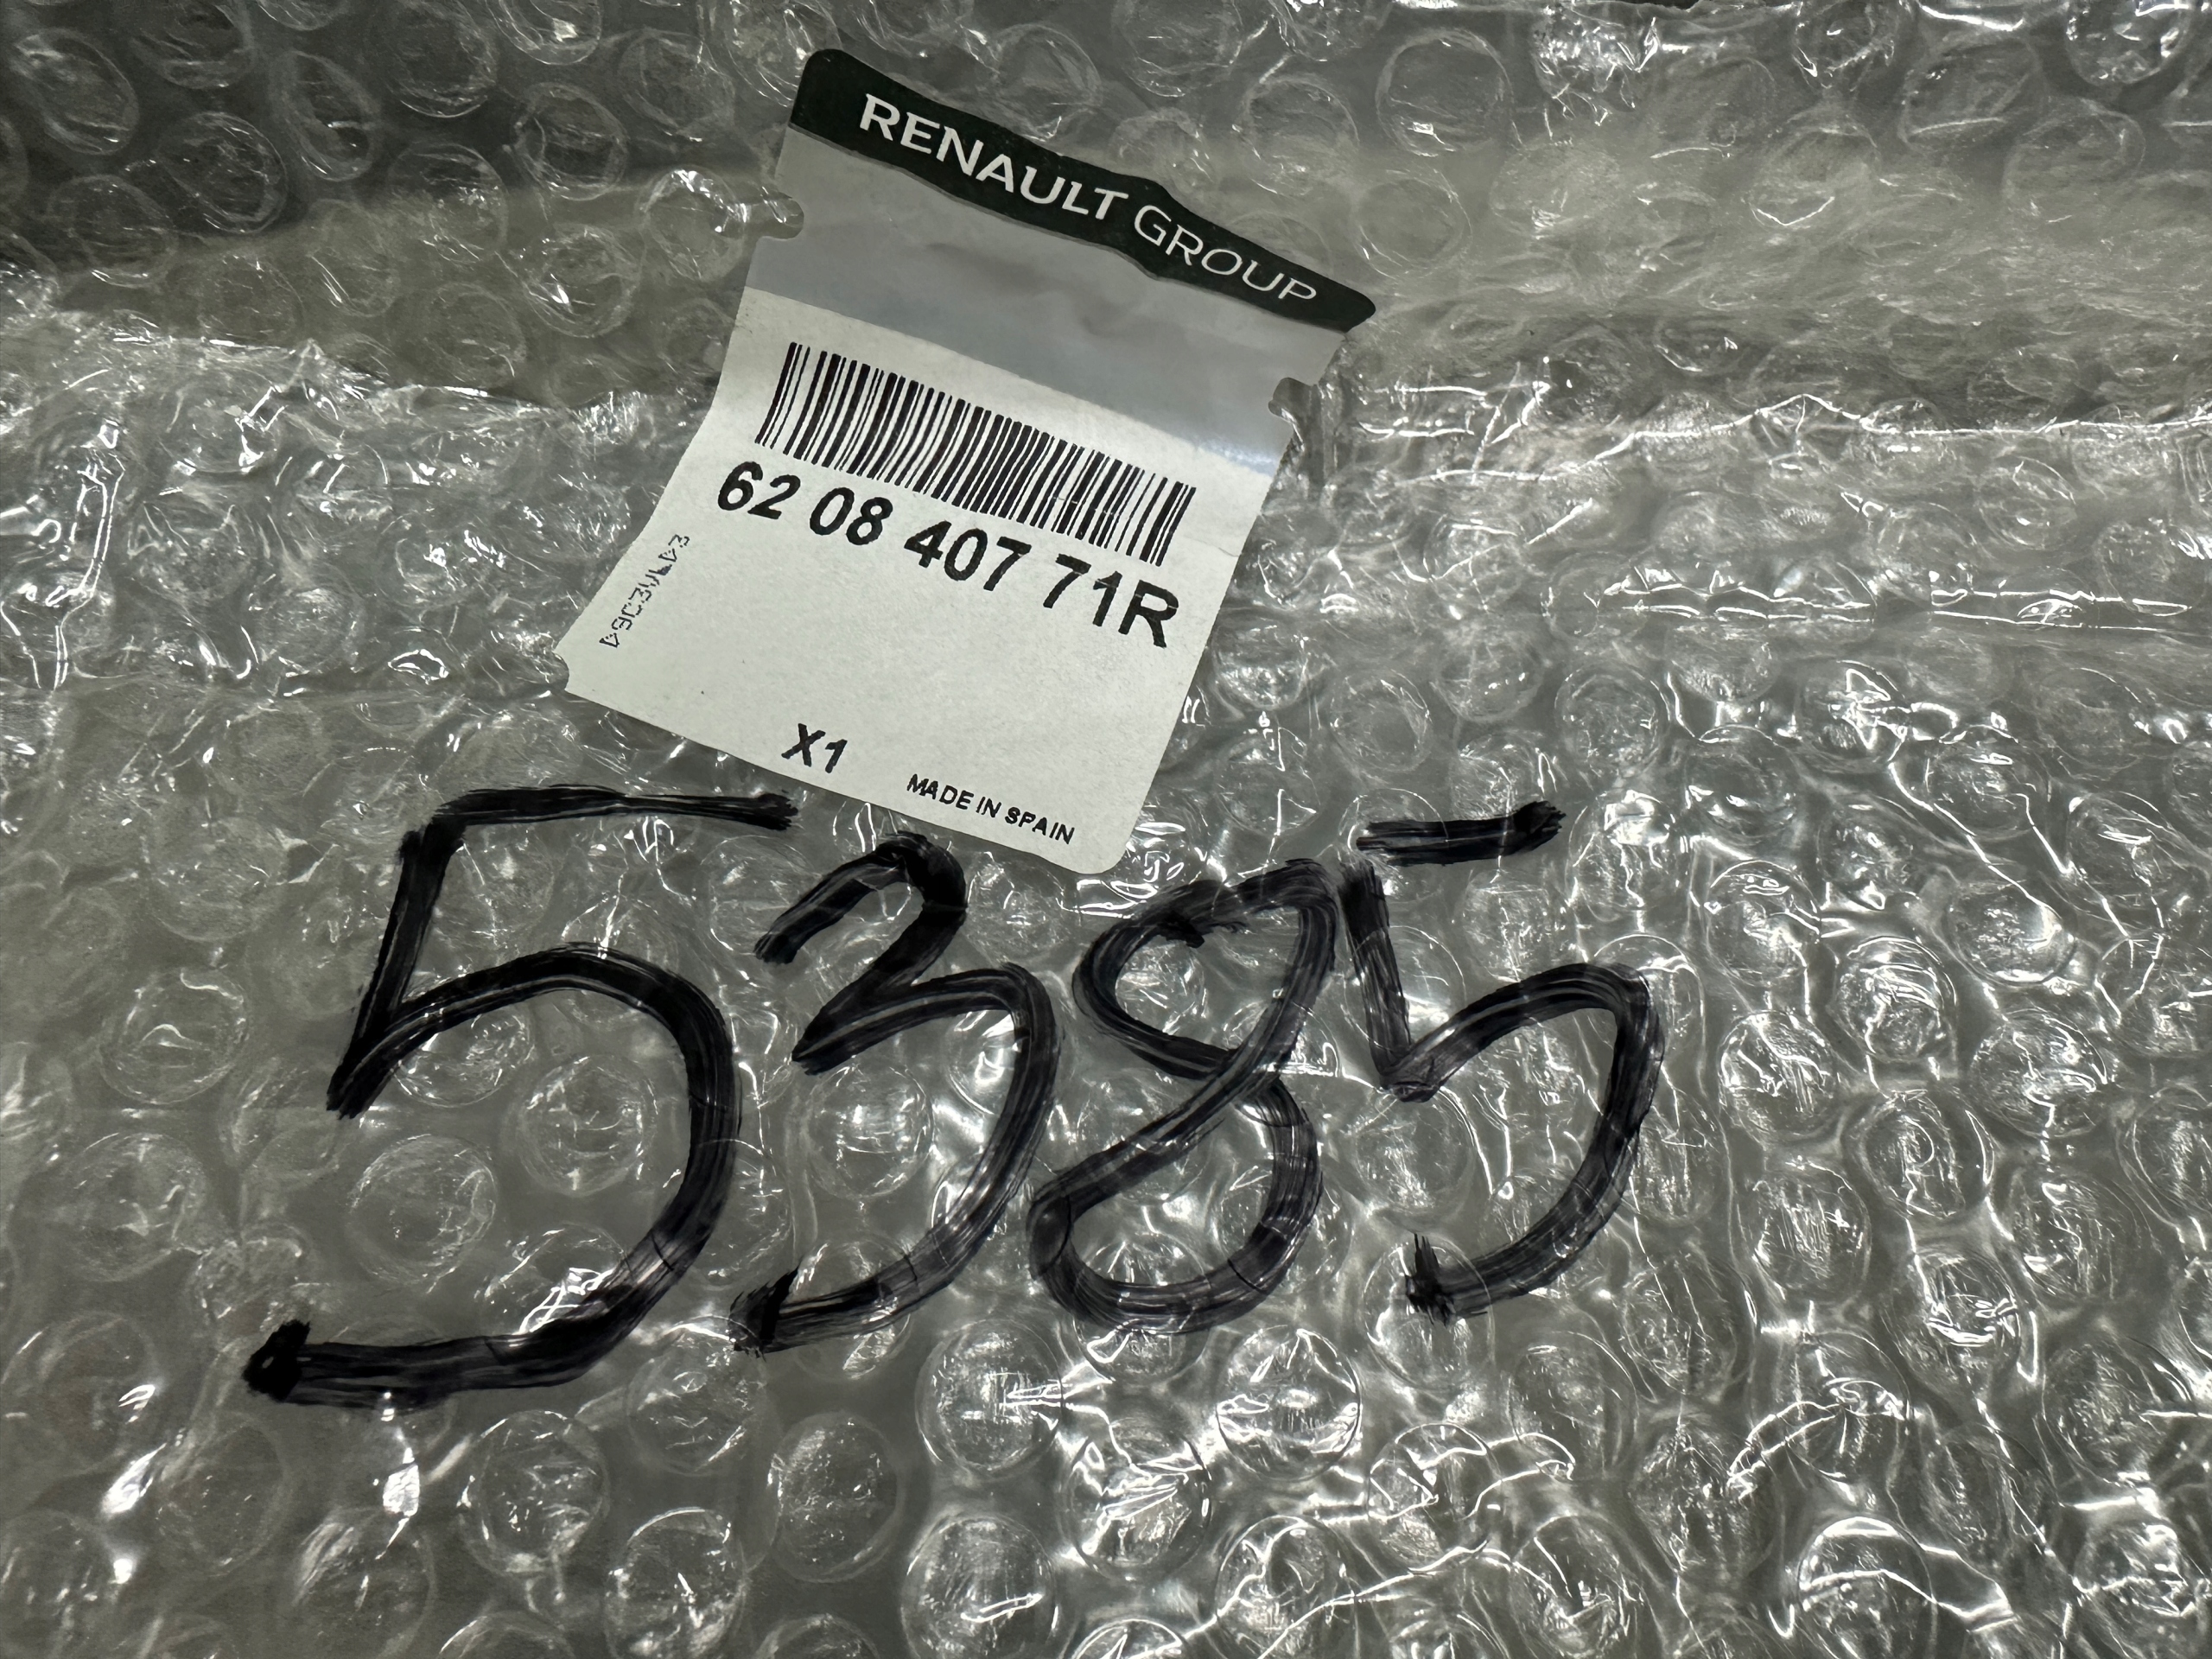 RENAULT GROUP
62 08 407 71R
X1
MADE IN SPAIN
5385